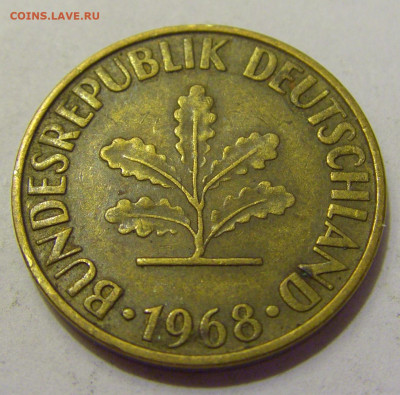 COINS.LAVE.RU
BUNDESREPUBLIK DEUTSCHLAND
· 1968 ·